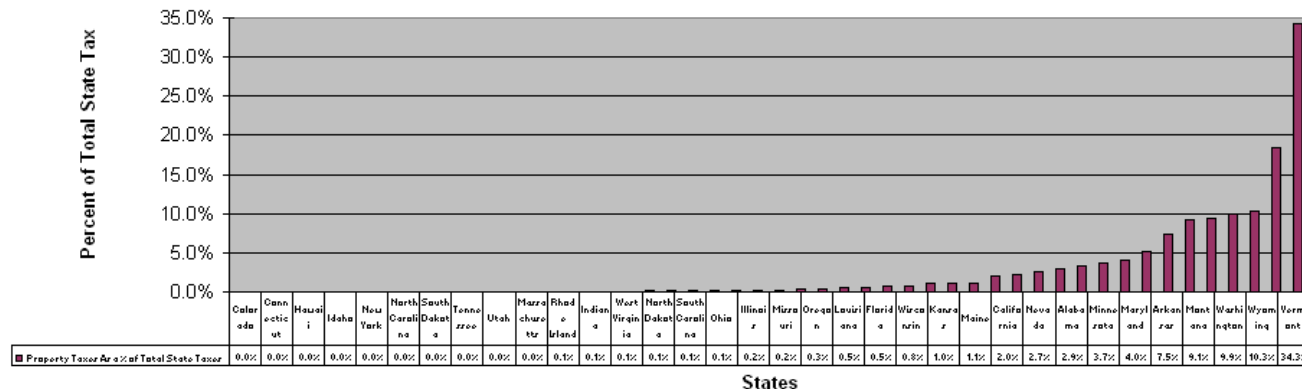 35.0%
30.0%
25.0%
20.0%
15.0%
10.0%
5.0%
0.0%
Percent of Total State Tax
Colorado
Connecticut
Hawaii
Idaho
New York
North Carolina
South Dakota
Tennessee
Utah
Massachusetts
Rhode Island
Indiana
West Virginia
North Dakota
South Carolina
Ohio
Illinois
Missouri
Oregon
Louisiana
Florida
Wisconsin
Kansas
Maine
California
Nevada
Alabama
Minnesota
Maryland
Arkansas
Montana
Washington
Wyoming
Vermont
Property Taxes As a % of Total State Taxes 0.0% 0.0% 0.0% 0.0% 0.0% 0.0% 0.0% 0.0% 0.0% 0.0% 0.1% 0.1% 0.1% 0.1% 0.1% 0.1% 0.2% 0.2% 0.3% 0.5% 0.5% 0.8% 1.0% 1.1% 2.0% 2.7% 2.9% 3.7% 4.0% 7.5% 9.1% 9.9% 10.3% 34.3%
States